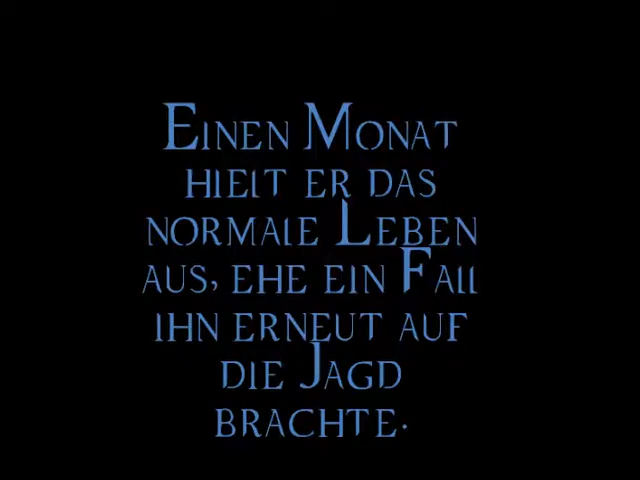 Einen Monat
hielt er das
normale Leben
aus, ehe ein Fall
ihn erneut auf
die Jagd
brachte.